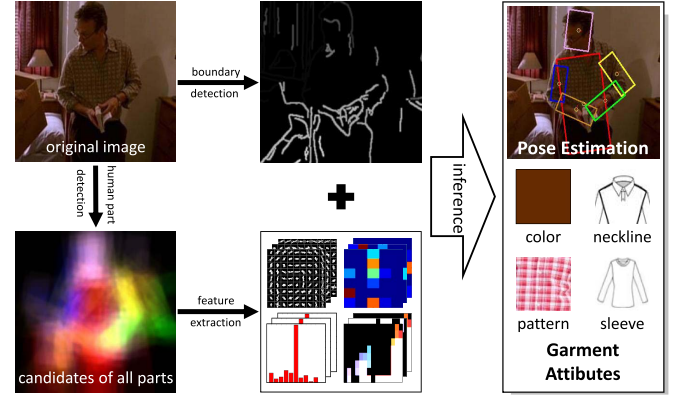 original image
boundary
detection
human part
detection
candidates of all parts
feature
extraction
inference
Pose Estimation
color
neckline
pattern
sleeve
Garment
Attibutes